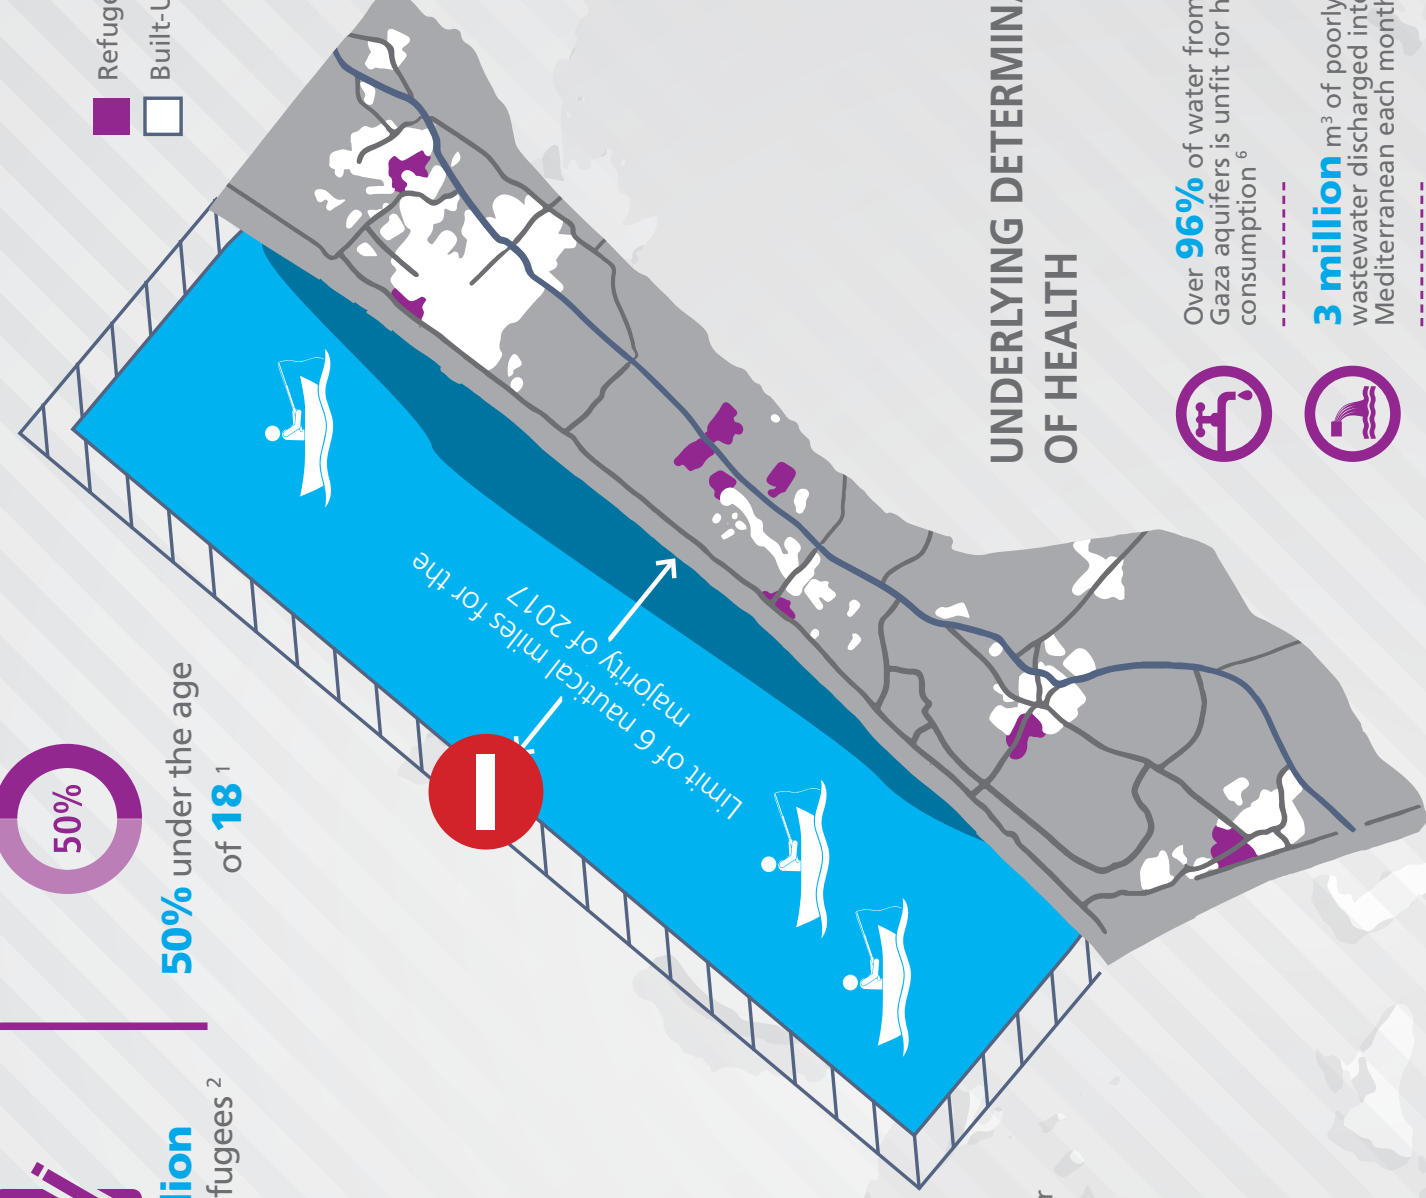 Refuge
Built-U
50%
50% under the age
of 18 1
lion
fugees 2
Limit of 6 nautical miles for the
majority of 2017
UNDERLYING DETERMINA
OF HEALTH
Over 96% of water from
Gaza aquifers is unfit for h
consumption 6
3 million m³ of poorly
wastewater discharged int
Mediterranean each mont
r